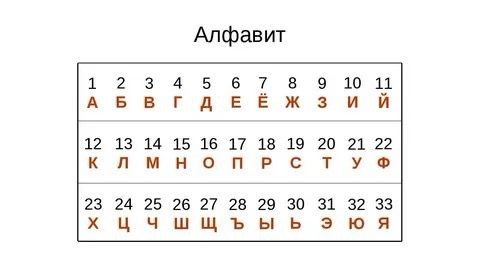 Алфавит
1 2 3 4 5 6 7 8 9 10 11
А Б В Г Д Е Ё Ж З И Й
12 13 14 15 16 17 18 19 20 21 22
К Л М Н О П Р С Т У Ф
23 24 25 26 27 28 29 30 31 32 33
Х Ц Ч Ш Щ Ъ Ы Ь Э Ю Я